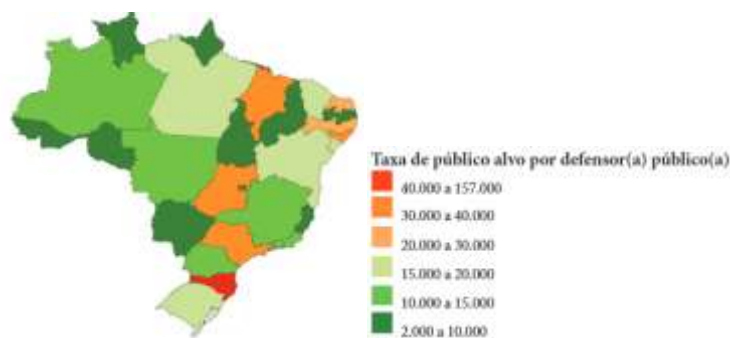 Taxa de público alvo por defensor(a) público(a)
40.000 a 157.000
30.000 a 40.000
20.000 a 30.000
15.000 a 20.000
10.000 a 15.000
2.000 a 10.000